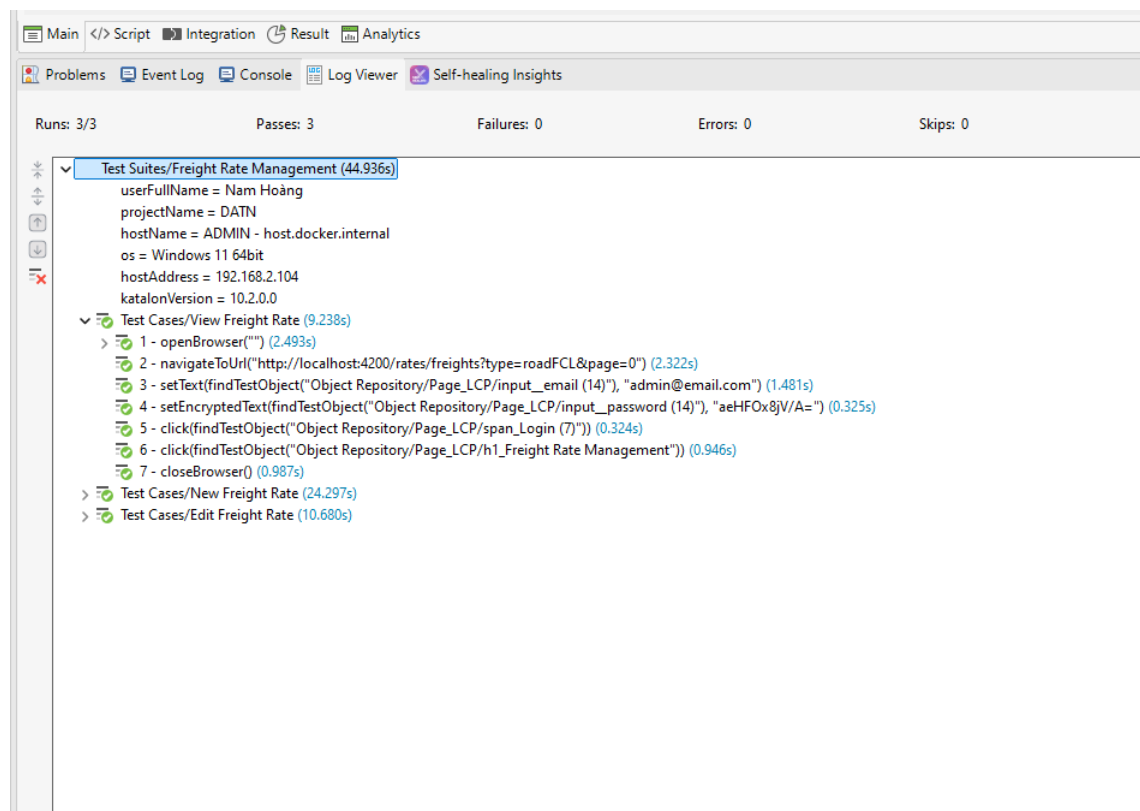 Main </> Script Integration Result Analytics
Problems Event Log Console Log Viewer Self-healing Insights
Runs: 3/3 Passes: 3 Failures: 0 Errors: 0 Skips: 0
Test Suites/Freight Rate Management (44.936s)
userFullName = Nam Hoàng
projectName = DATN
hostName = ADMIN - host.docker.internal
os = Windows 11 64bit
hostAddress = 192.168.2.104
katalonVersion = 10.2.0.0
Test Cases/View Freight Rate (9.238s)
1 - openBrowser("") (2.493s)
2 - navigateToUrl("http://localhost:4200/rates/freights?type=roadFCL&page=0") (2.322s)
3 - setText(findTestObject("Object Repository/Page_LCP/input__email (14)"), "admin@email.com") (1.481s)
4 - setEncryptedText(findTestObject("Object Repository/Page_LCP/input__password (14)"), "aeHFOx8jV/A=") (0.325s)
5 - click(findTestObject("Object Repository/Page_LCP/span_Login (7)")) (0.324s)
6 - click(findTestObject("Object Repository/Page_LCP/h1_Freight Rate Management")) (0.946s)
7 - closeBrowser() (0.987s)
Test Cases/New Freight Rate (24.297s)
Test Cases/Edit Freight Rate (10.680s)